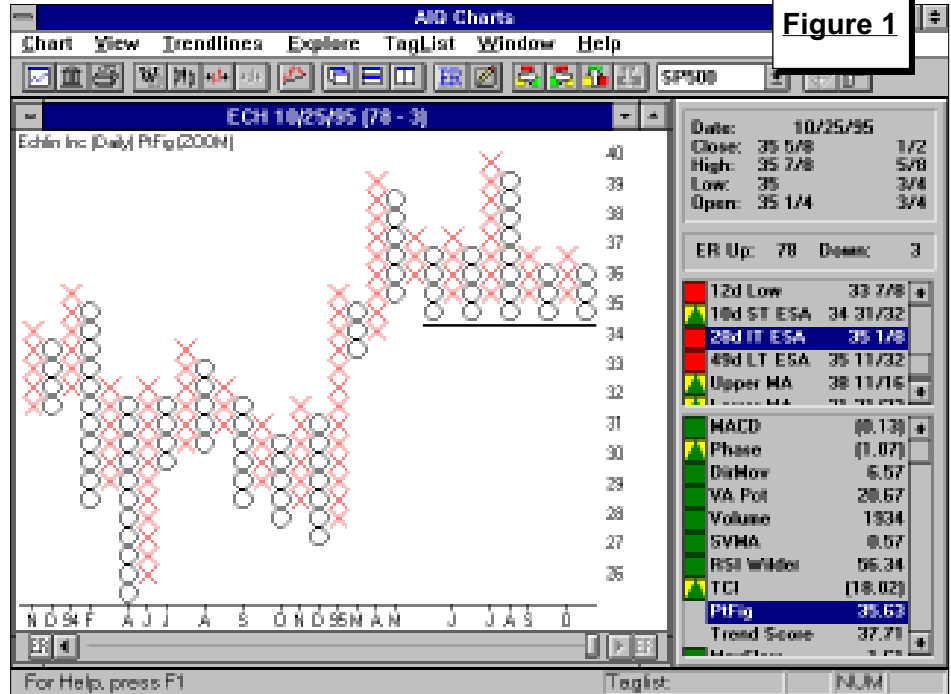 AIQ Charts
Figure 1
Chart View Trendlines Explore TagList Window Help
ER SP500
ECH 10/25/95 (78 - 3)
Echlin Inc (Daily) PtFig (ZOOM)
40
39
38
37
36
35
34
33
32
31
30
29
28
27
26
N D 94 F A J J A S O N D 95 M A M J J A S O
ER ER
Date: 10/25/95
Close: 35 5/8 1/2
High: 35 7/8 5/8
Low: 35 3/4
Open: 35 1/4 3/4
ER Up: 78 Down: 3
12d Low 33 7/8
10d ST ESA 34 31/32
28d IT ESA 35 1/8
49d LT ESA 35 11/32
Upper MA 38 11/16
MACD (0.13)
Phase (1.07)
DirMov 6.57
VA Pct 20.67
Volume 1934
SVMA 0.57
RSI Wilder 56.34
TCI (18.02)
PtFig 35.63
Trend Score 37.71
For Help, press F1
Taglist:
NUM